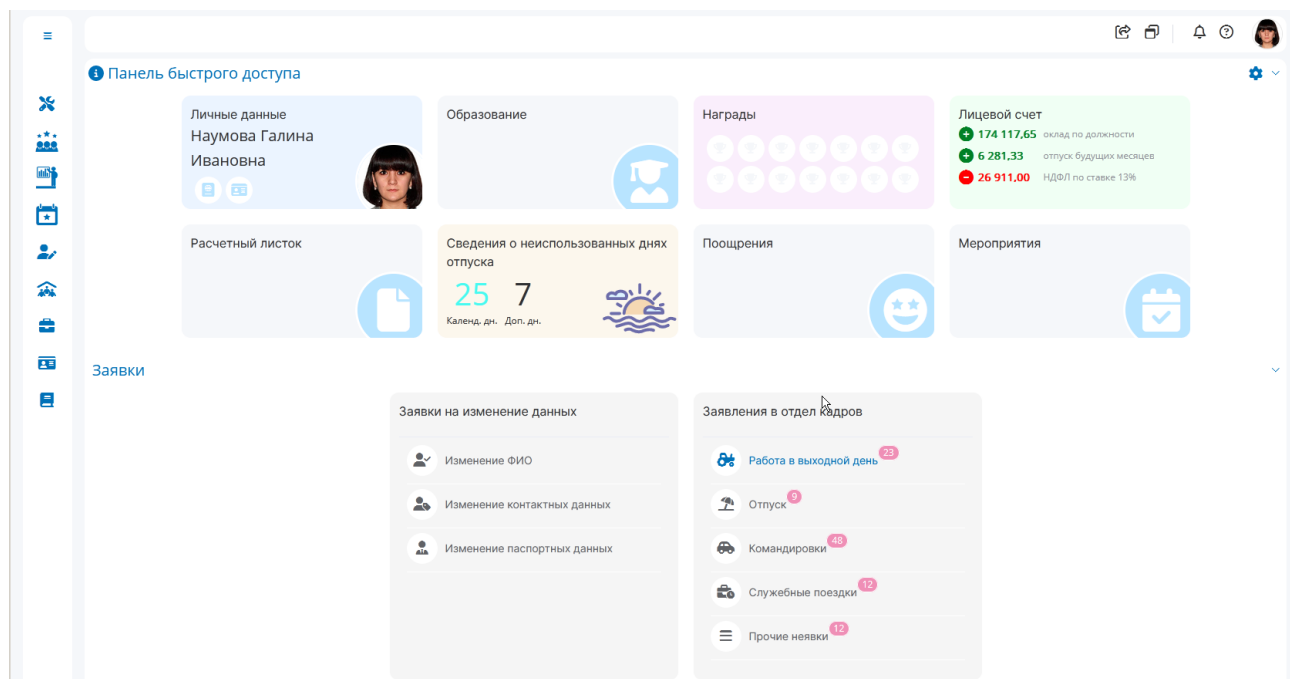 Панель быстрого доступа
Личные данные
Наумова Галина
Ивановна
Образование
Награды
Лицевой счет
174 117,65 оклад по должности
6 281,33 отпуск будущих месяцев
26 911,00 НДФЛ по ставке 13%
Расчетный листок
Сведения о неиспользованных днях
отпуска
25 7
Календ. дн. Доп. дн.
Поощрения
Мероприятия
Заявки
Заявки на изменение данных
Изменение ФИО
Изменение контактных данных
Изменение паспортных данных
Заявления в отдел кадров
Работа в выходной день 23
Отпуск 9
Командировки 48
Служебные поездки 12
Прочие неявки 12